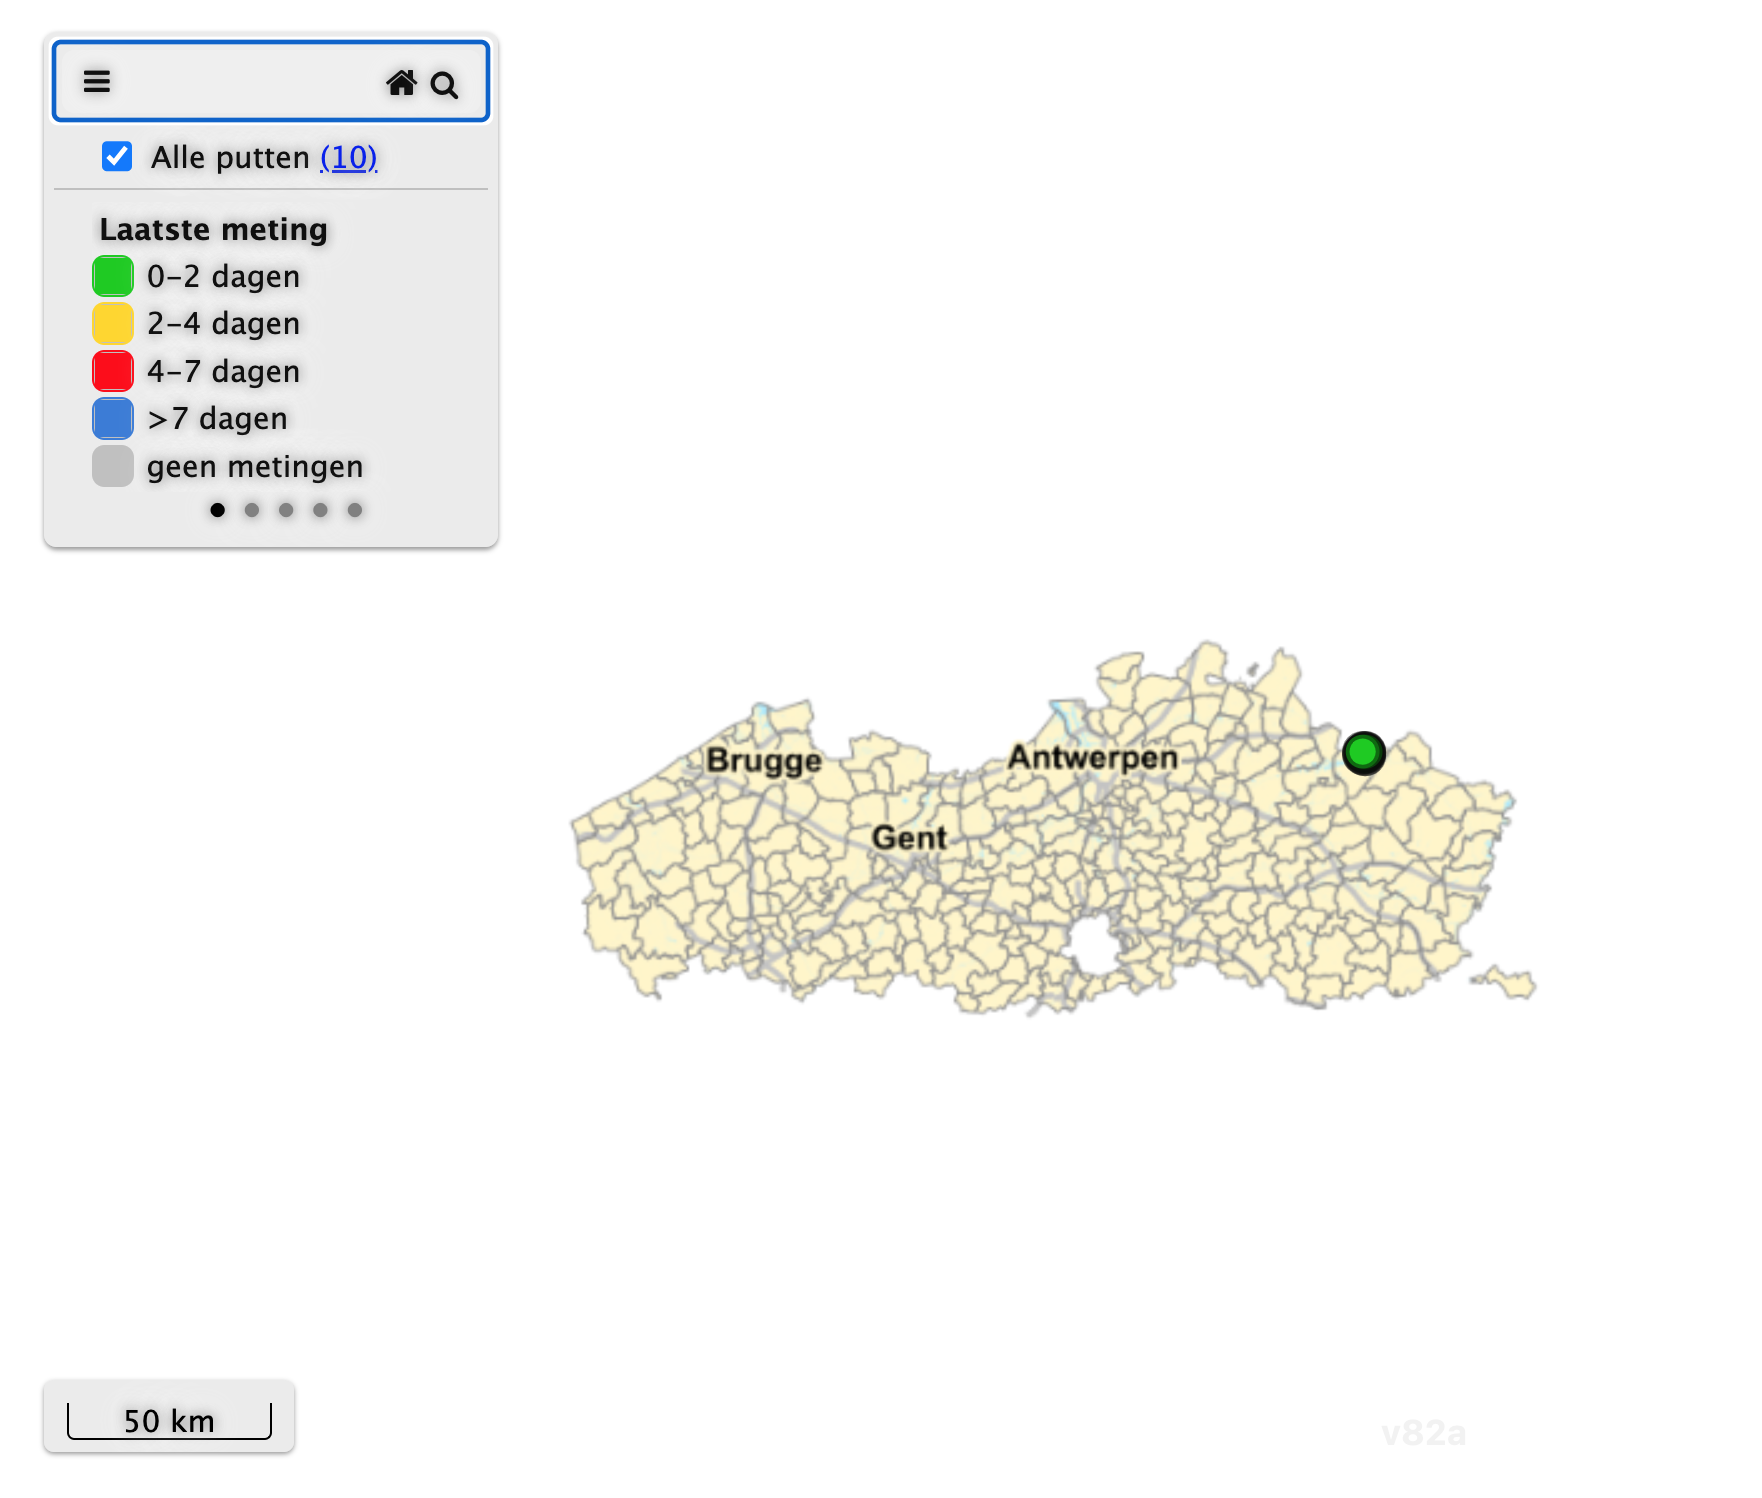 Alle putten (10)
Laatste meting
0-2 dagen
2-4 dagen
4-7 dagen
>7 dagen
geen metingen
Brugge
Antwerpen
Gent
50 km
v82a